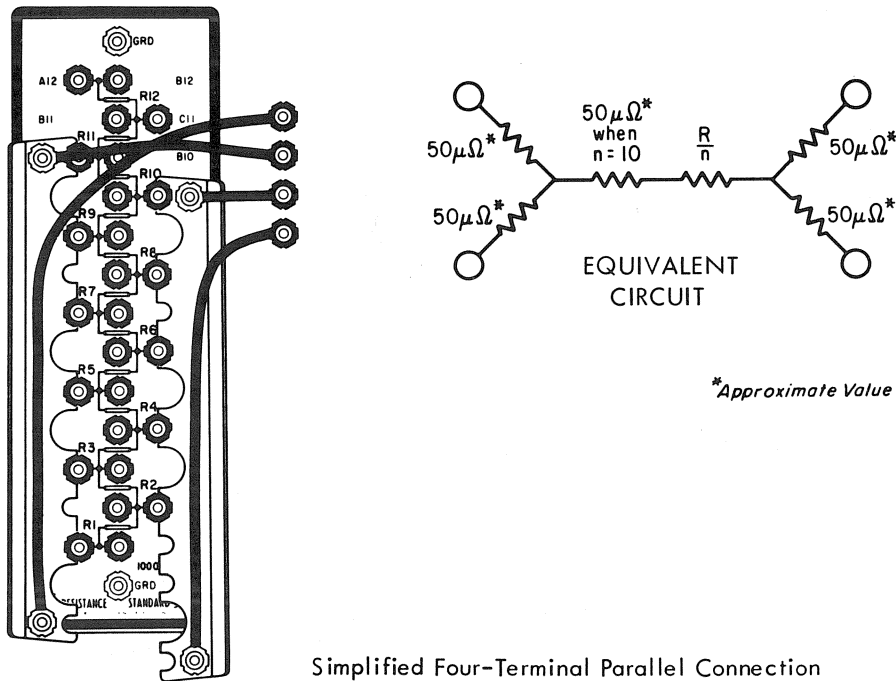 GRD
A12
B12
R12
B11
C11
R11
B10
R10
R9
R8
R7
R6
R5
R4
R3
R2
R1
1000
GRD
STANDARD
50μΩ*
50μΩ*
50μΩ*
when
n=10
R
n
50μΩ*
50μΩ*
EQUIVALENT
CIRCUIT
*Approximate Value
Simplified Four-Terminal Parallel Connection